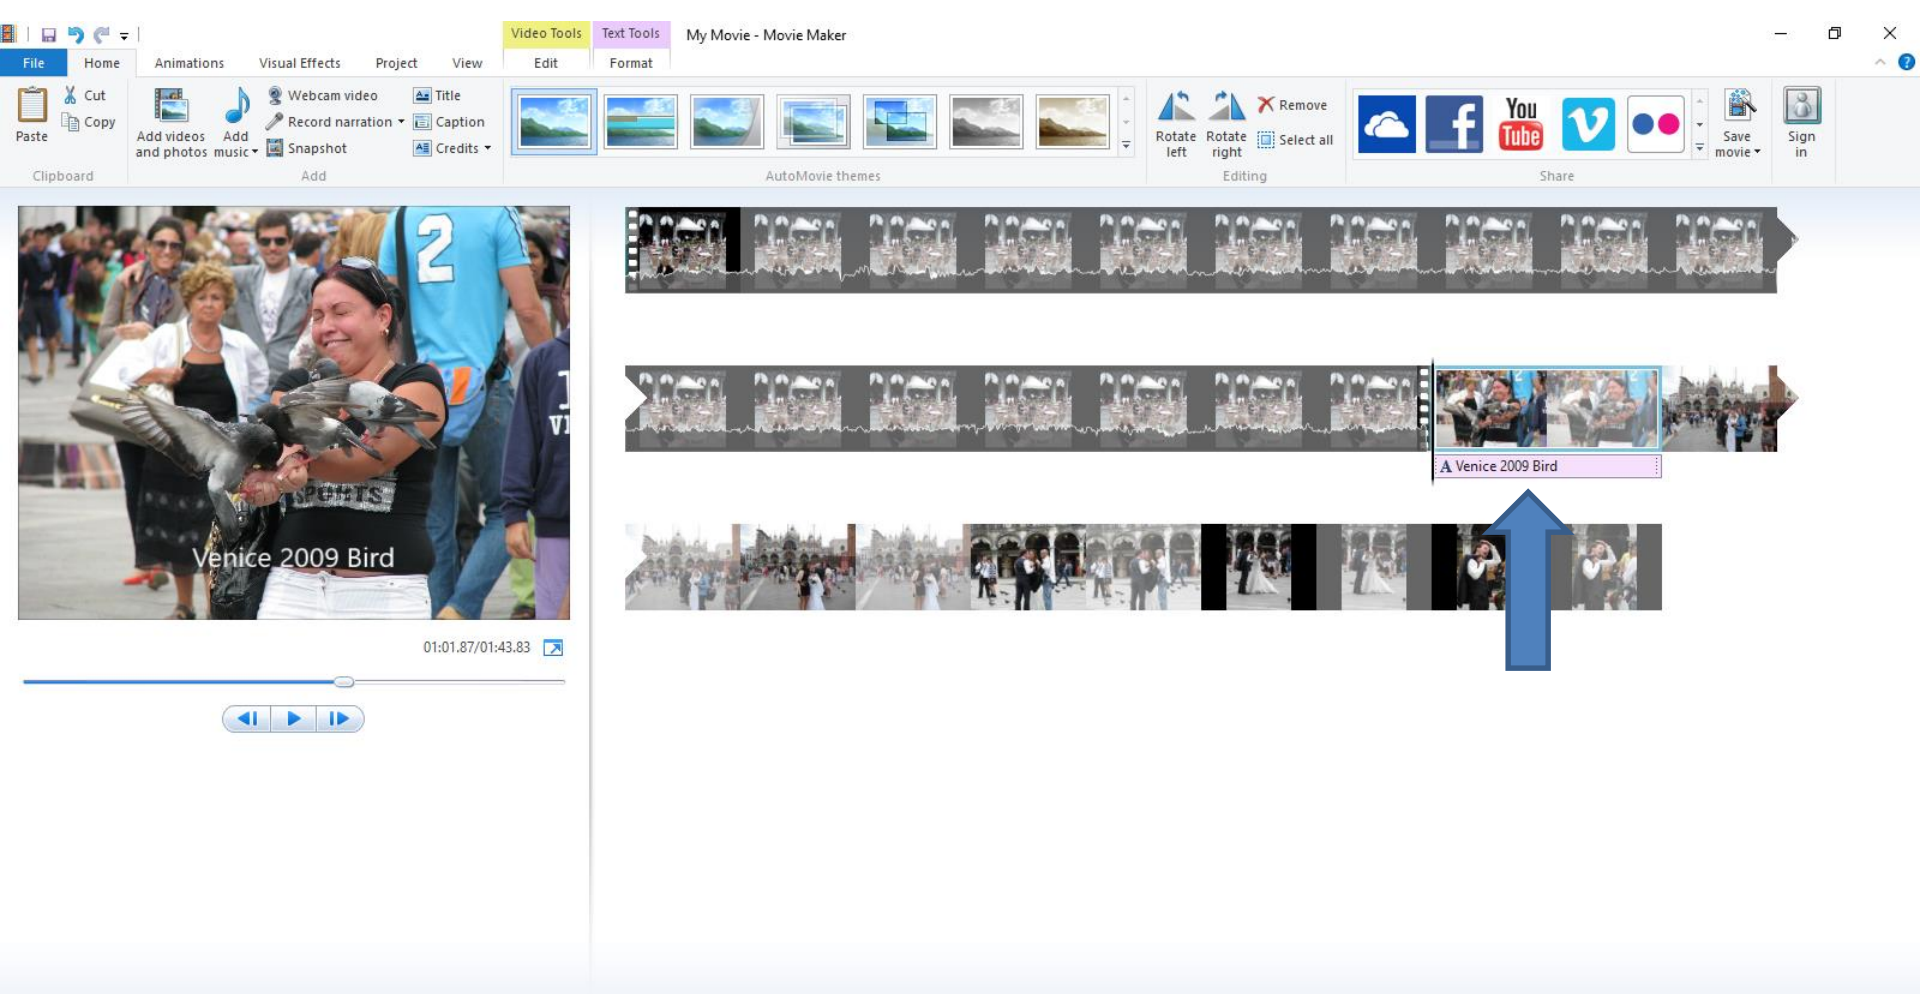 Video Tools Text Tools My Movie - Movie Maker
File Home Animations Visual Effects Project View Edit Format
Paste
Cut
Copy
Clipboard
Add videos
and photos
Add
music
Webcam video
Record narration
Snapshot
Title
Caption
Credits
Add
AutoMovie themes
Rotate
left
Rotate
right
Remove
Select all
Editing
f
You
Tube
V
Share
Save
movie
Sign
in
2
SPORTS
VI
Venice 2009 Bird
01:01.87/01:43.83
A Venice 2009 Bird